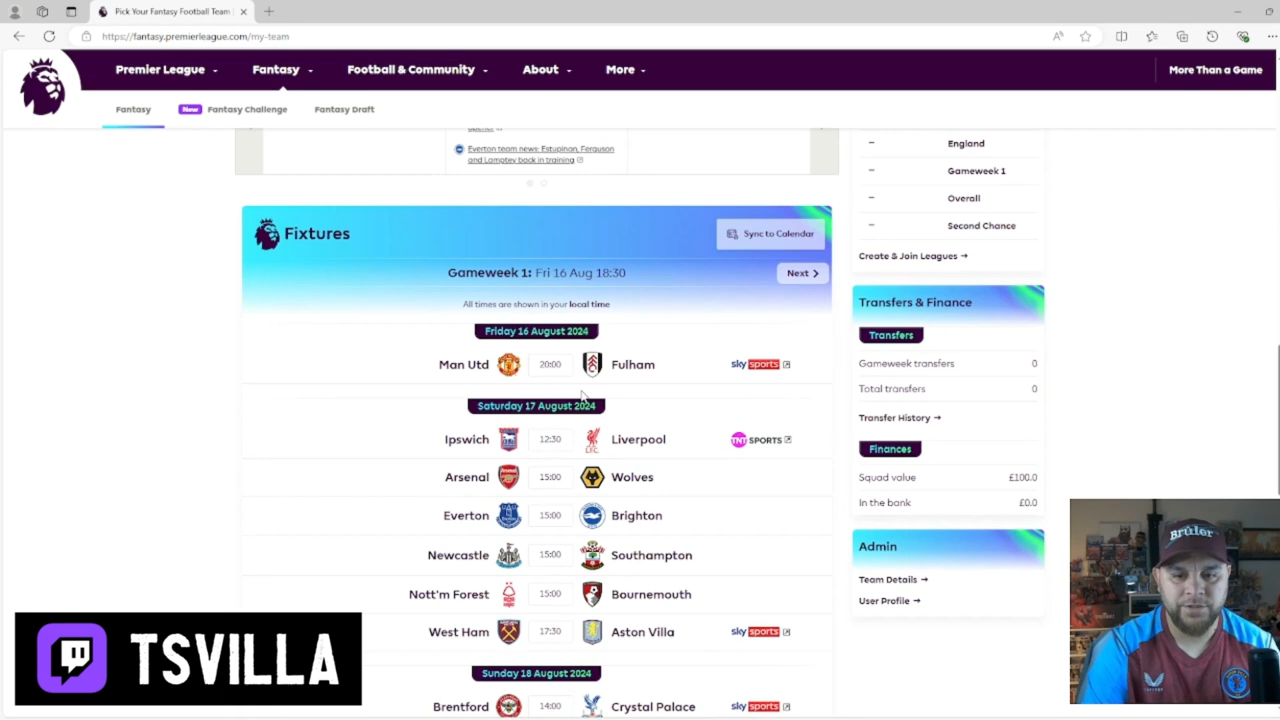 Pick Your Fantasy Football Team
https://fantasy.premierleague.com/my-team
Premier League
Fantasy
Football & Community
About
More
More Than a Game
Fantasy
New
Fantasy Challenge
Fantasy Draft
Everton team news: Estupinan, Ferguson
and Lamptey back in training
Fixtures
Sync to Calendar
Gameweek 1: Fri 16 Aug 18:30
Next
All times are shown in your local time
Friday 16 August 2024
Man Utd 20:00 Fulham sky sports
Saturday 17 August 2024
Ipswich 12:30 Liverpool TNT SPORTS
Arsenal 15:00 Wolves
Everton 15:00 Brighton
Newcastle 15:00 Southampton
Nott'm Forest 15:00 Bournemouth
West Ham 17:30 Aston Villa sky sports
Sunday 18 August 2024
Brentford 14:00 Crystal Palace sky sports
- England
- Gameweek 1
- Overall
- Second Chance
Create & Join Leagues →
Transfers & Finance
Transfers
Gameweek transfers 0
Total transfers 0
Transfer History →
Finances
Squad value £100.0
In the bank £0.0
Admin
Team Details →
User Profile →
Brüler
TSVILLA